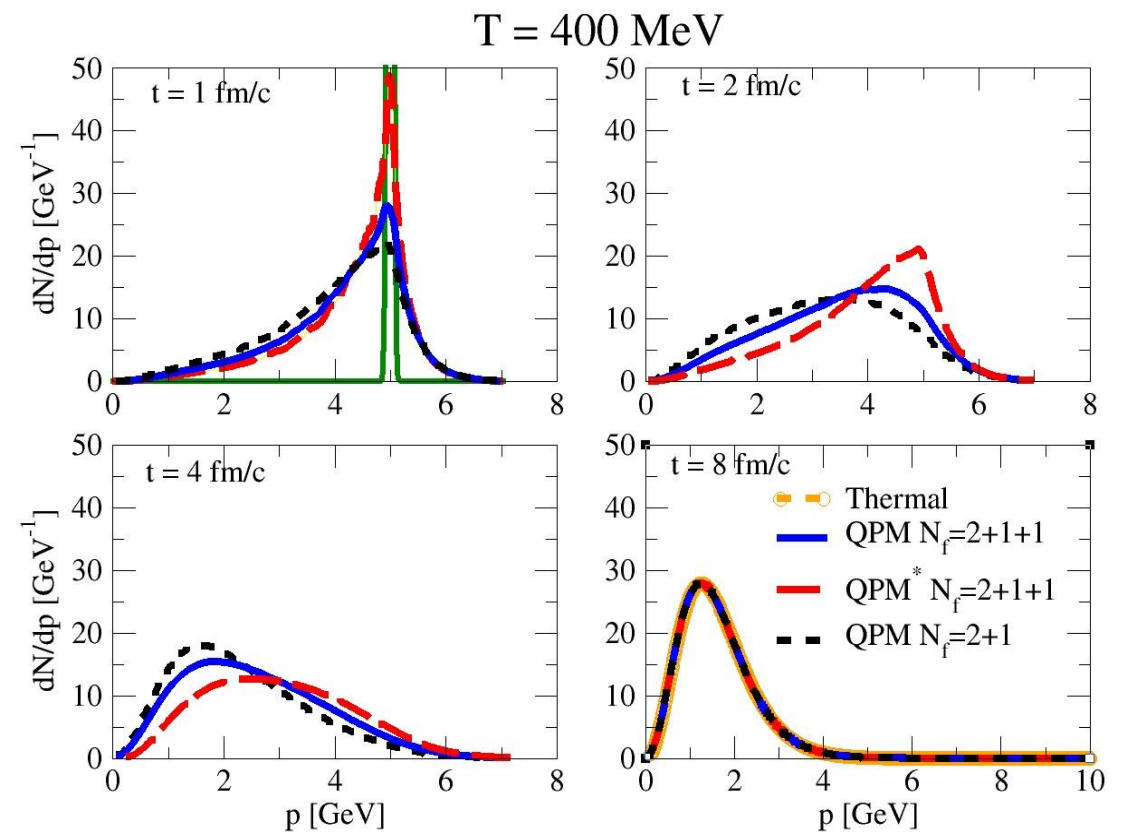 T = 400 MeV
t = 1 fm/c
t = 2 fm/c
50
40
30
20
10
0
dN/dp [GeV⁻¹]
0 2 4 6 8
50
40
30
20
10
0
0 2 4 6 8
t = 4 fm/c
50
40
30
20
10
0
dN/dp [GeV⁻¹]
0 2 4 6 8
p [GeV]
t = 8 fm/c
Thermal
QPM N_f=2+1+1
QPM* N_f=2+1+1
QPM N_f=2+1
50
40
30
20
10
0
0 2 4 6 8 10
p [GeV]